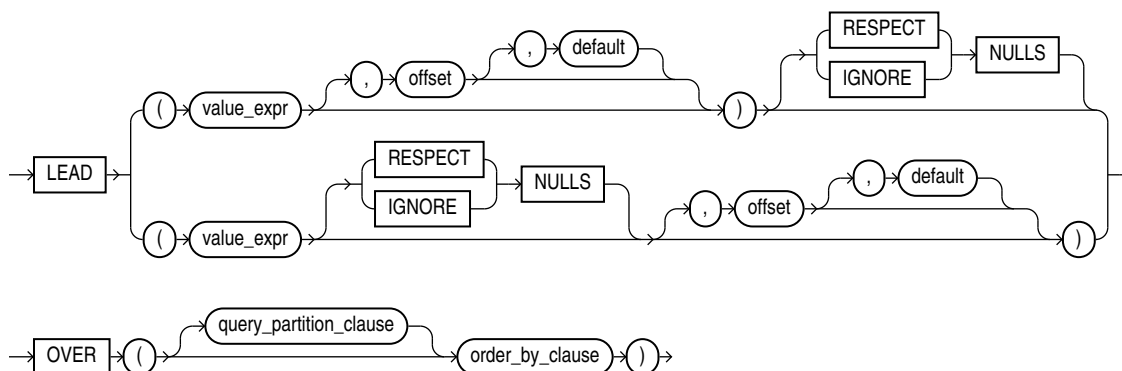 LEAD ( value_expr , offset , default ) RESPECT IGNORE NULLS
( value_expr RESPECT IGNORE NULLS , offset , default )
OVER ( query_partition_clause order_by_clause )